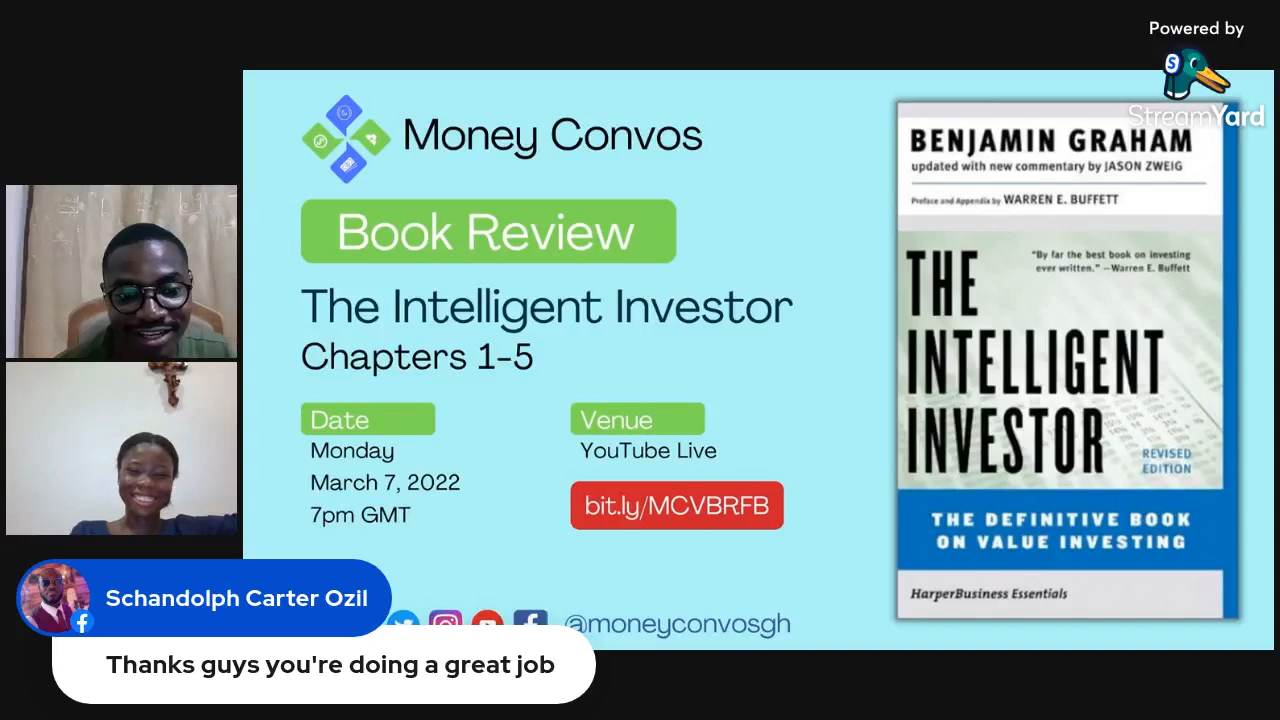 Powered by
StreamYard
Money Convos
Book Review
The Intelligent Investor
Chapters 1-5
Date
Monday
March 7, 2022
7pm GMT
Venue
YouTube Live
bit.ly/MCVBRFB
@moneyconvosgh
BENJAMIN GRAHAM
updated with new commentary by JASON ZWEIG
Preface and Appendix by WARREN E. BUFFETT
"By far the best book on investing
ever written." —Warren E. Buffett
THE
INTELLIGENT
INVESTOR
REVISED
EDITION
THE DEFINITIVE BOOK
ON VALUE INVESTING
HarperBusiness Essentials
Schandolph Carter Ozil
Thanks guys you're doing a great job